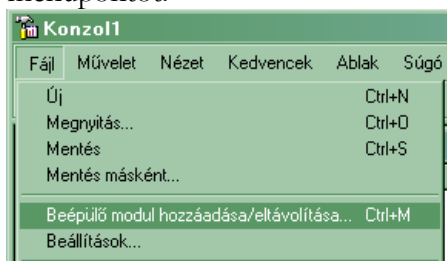 menüpontot.
Konzol1
Fájl Művelet Nézet Kedvencek Ablak Súgó
Új Ctrl+N
Megnyitás... Ctrl+O
Mentés Ctrl+S
Mentés másként...
Beépülő modul hozzáadása/eltávolítása... Ctrl+M
Beállítások...